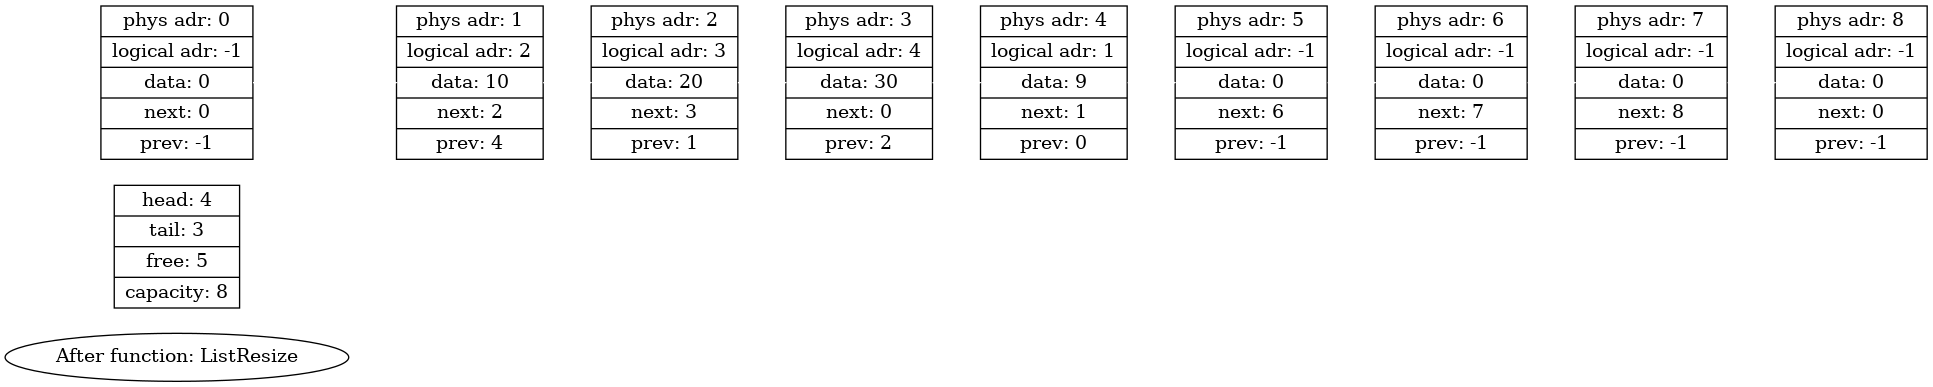 phys adr: 0
logical adr: -1
data: 0
next: 0
prev: -1
phys adr: 1
logical adr: 2
data: 10
next: 2
prev: 4
phys adr: 2
logical adr: 3
data: 20
next: 3
prev: 1
phys adr: 3
logical adr: 4
data: 30
next: 0
prev: 2
phys adr: 4
logical adr: 1
data: 9
next: 1
prev: 0
phys adr: 5
logical adr: -1
data: 0
next: 6
prev: -1
phys adr: 6
logical adr: -1
data: 0
next: 7
prev: -1
phys adr: 7
logical adr: -1
data: 0
next: 8
prev: -1
phys adr: 8
logical adr: -1
data: 0
next: 0
prev: -1
head: 4
tail: 3
free: 5
capacity: 8
After function: ListResize